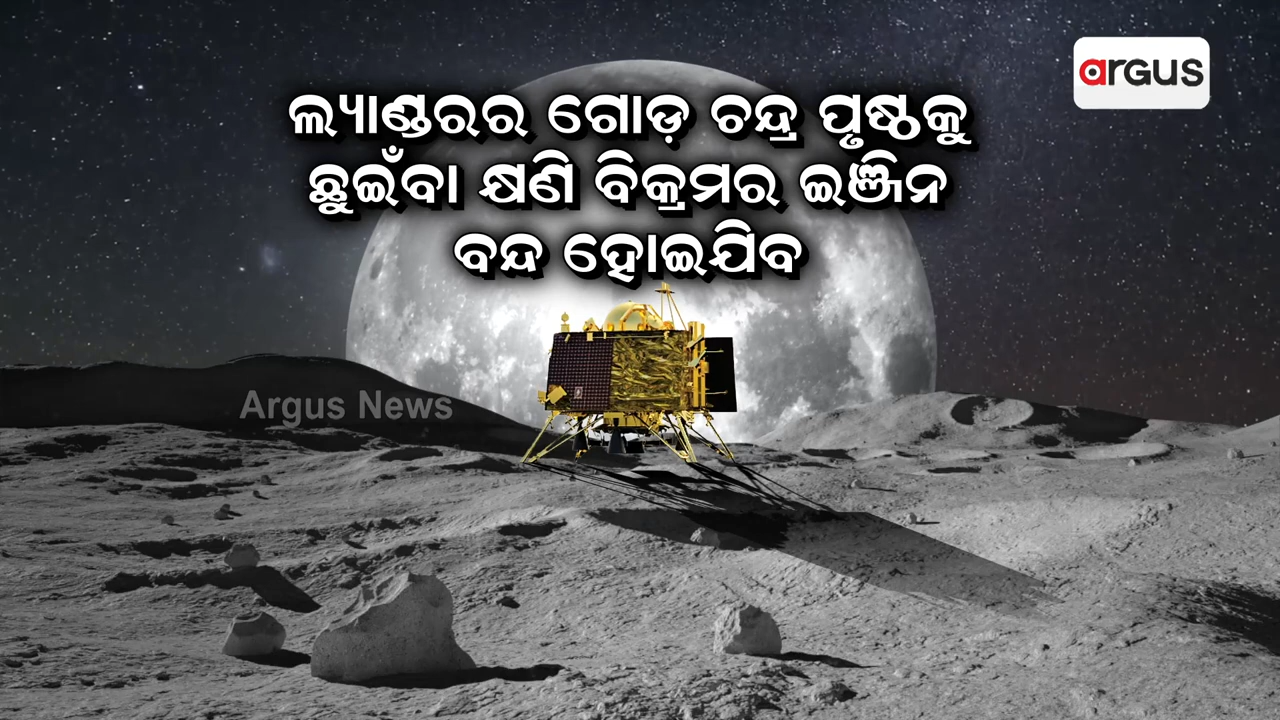 argus
ଲ୍ୟାଣ୍ଡରର ଗୋଡ଼ ଚନ୍ଦ୍ର ପୃଷ୍ଠକୁ
ଛୁଇଁବା କ୍ଷଣି ବିକ୍ରମର ଇଞ୍ଜିନ
ବନ୍ଦ ହୋଇଯିବ
Argus News